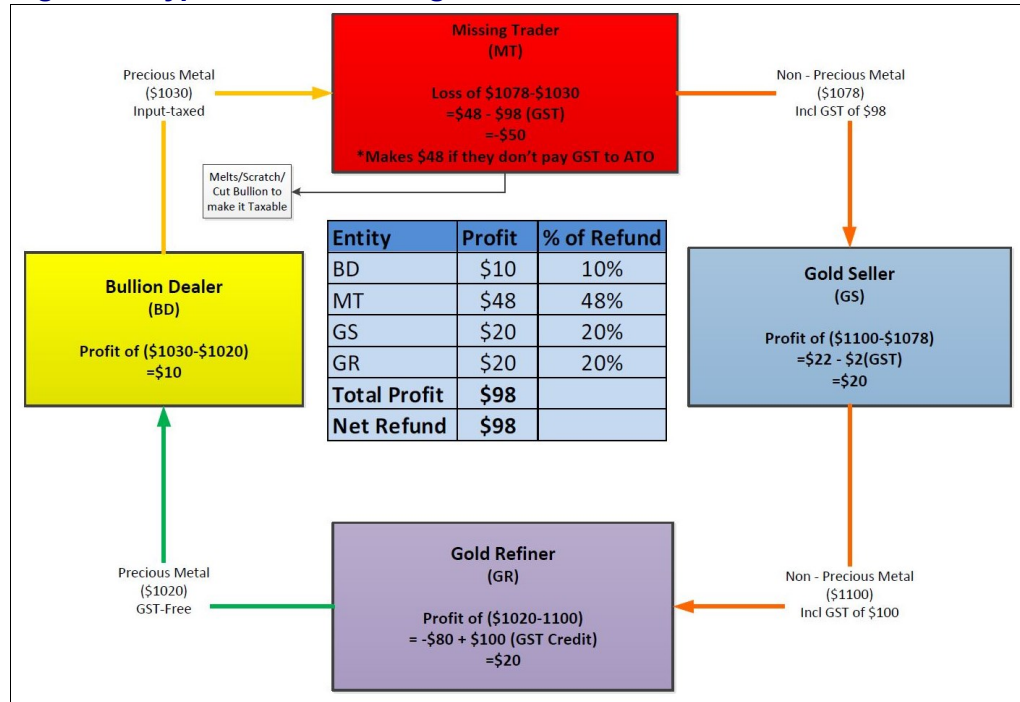 Missing Trader
(MT)
Loss of $1078-$1030
=$48 - $98 (GST)
=-$50
*Makes $48 if they don't pay GST to ATO
Precious Metal
($1030)
Input-taxed
Non - Precious Metal
($1078)
Incl GST of $98
Melts/Scratch/
Cut Bullion to
make it Taxable
Entity Profit % of Refund
BD $10 10%
MT $48 48%
GS $20 20%
GR $20 20%
Total Profit $98
Net Refund $98
Bullion Dealer
(BD)
Profit of ($1030-$1020)
=$10
Gold Seller
(GS)
Profit of ($1100-$1078)
=$22 - $2(GST)
=$20
Precious Metal
($1020)
GST-Free
Gold Refiner
(GR)
Profit of ($1020-1100)
= -$80 + $100 (GST Credit)
=$20
Non - Precious Metal
($1100)
Incl GST of $100